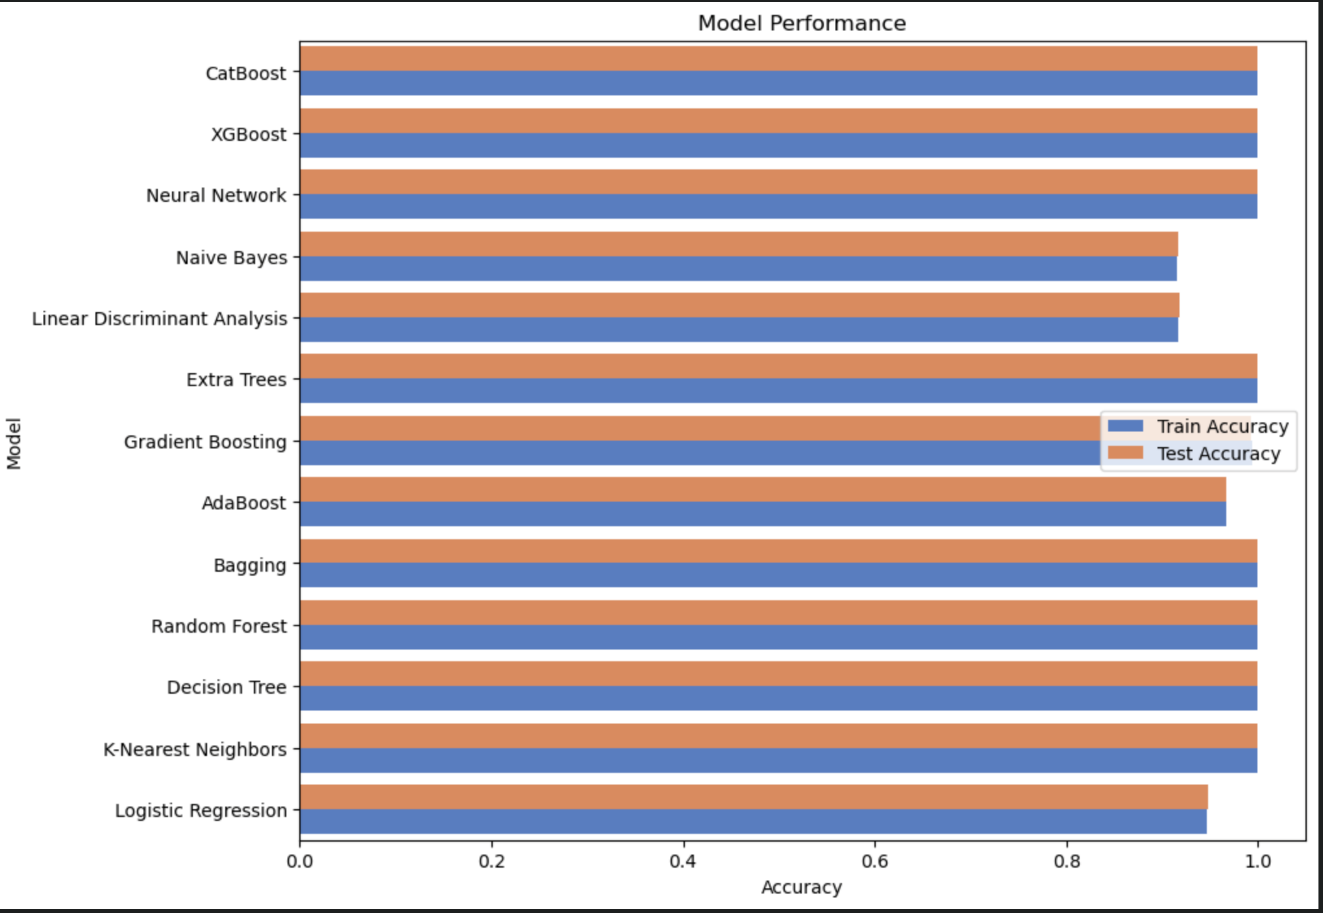 Model Performance
CatBoost
XGBoost
Neural Network
Naive Bayes
Linear Discriminant Analysis
Extra Trees
Gradient Boosting
AdaBoost
Bagging
Random Forest
Decision Tree
K-Nearest Neighbors
Logistic Regression
Model
Train Accuracy
Test Accuracy
0.0 0.2 0.4 0.6 0.8 1.0
Accuracy